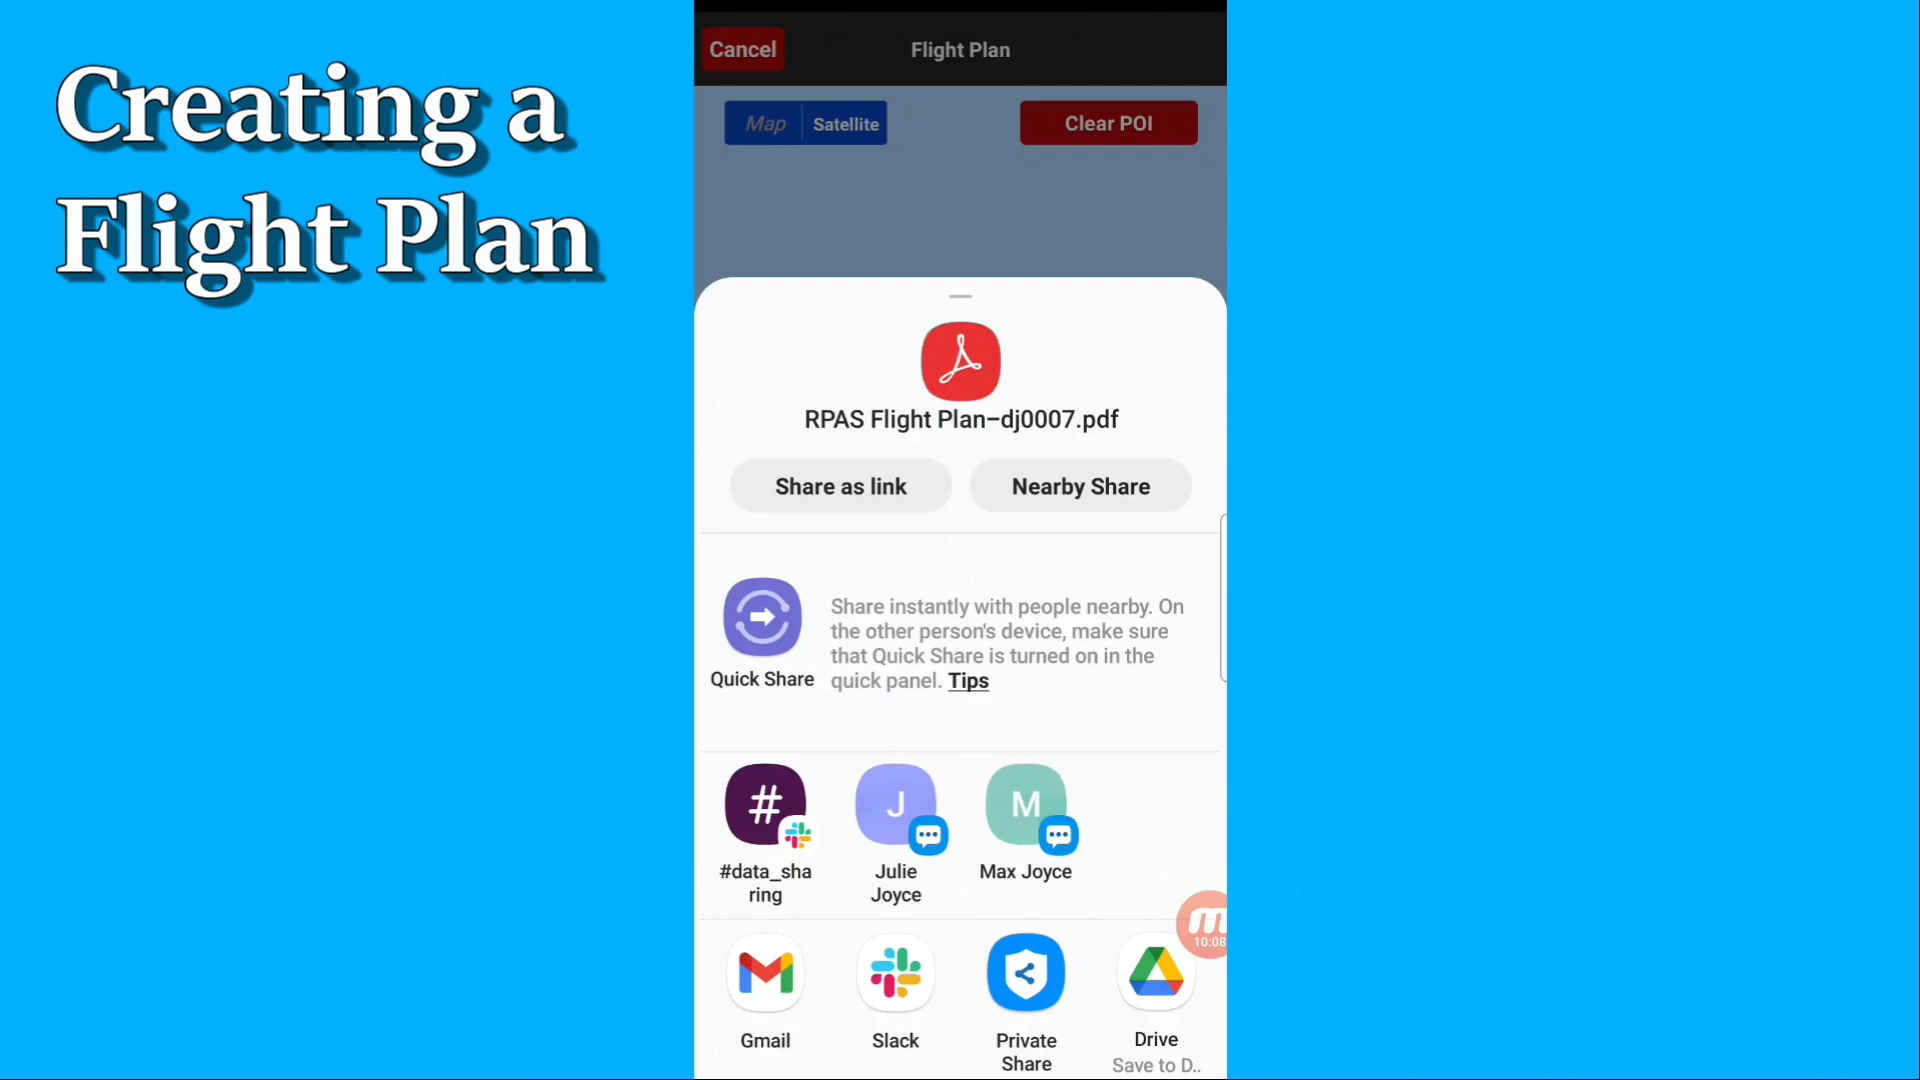 Creating a
Flight Plan
Cancel
Flight Plan
Map
Satellite
Clear POI
RPAS Flight Plan–dj0007.pdf
Share as link
Nearby Share
Quick Share
Share instantly with people nearby. On
the other person's device, make sure
that Quick Share is turned on in the
quick panel. Tips
#
#data_sha
ring
J
Julie
Joyce
M
Max Joyce
10:08
Gmail
Slack
Private
Share
Drive
Save to D..